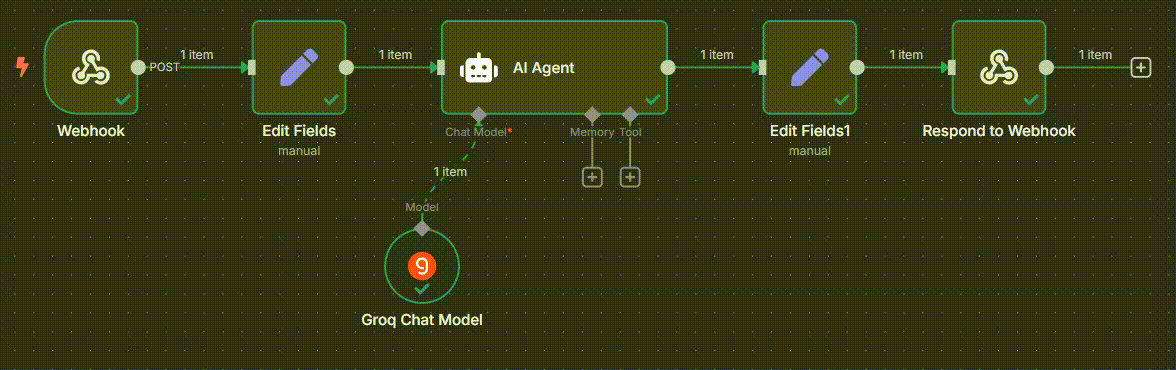 1 item
1 item
1 item
1 item
1 item
POST
AI Agent
Webhook
Edit Fields
manual
Chat Model*
Memory
Tool
Edit Fields1
manual
Respond to Webhook
1 item
Model
Groq Chat Model